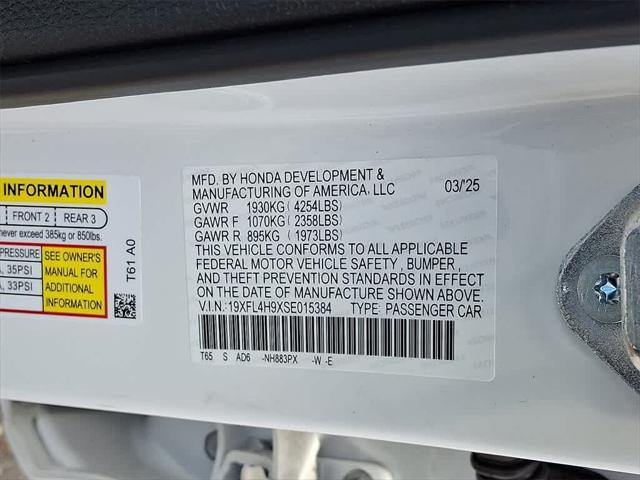 INFORMATION
FRONT 2 REAR 3
never exceed 385kg or 850lbs.
PRESSURE
35PSI
33PSI
SEE OWNER'S
MANUAL FOR
ADDITIONAL
INFORMATION
T61 A0
MFD. BY HONDA DEVELOPMENT &
MANUFACTURING OF AMERICA, LLC 03/'25
GVWR 1930KG (4254LBS)
GAWR F 1070KG (2358LBS)
GAWR R 895KG (1973LBS)
THIS VEHICLE CONFORMS TO ALL APPLICABLE
FEDERAL MOTOR VEHICLE SAFETY, BUMPER,
AND THEFT PREVENTION STANDARDS IN EFFECT
ON THE DATE OF MANUFACTURE SHOWN ABOVE.
V.I.N: 19XFL4H9XSE015384 TYPE: PASSENGER CAR
T65 S AD6 -NH883PX -W -E